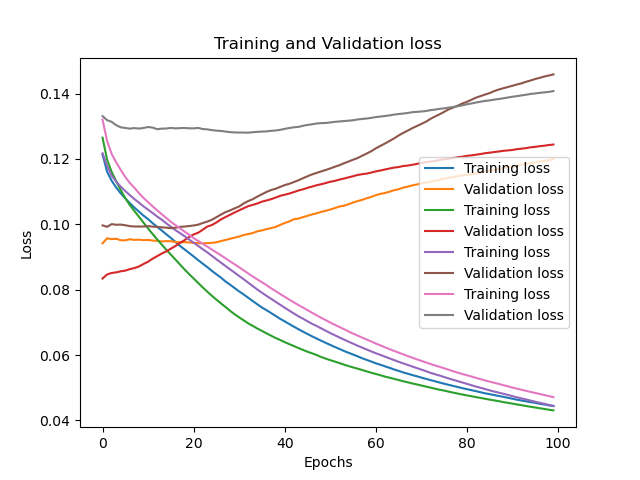 Training and Validation loss
Loss
0.14
0.12
0.10
0.08
0.06
0.04
Training loss
Validation loss
Training loss
Validation loss
Training loss
Validation loss
Training loss
Validation loss
0
20
40
60
80
100
Epochs